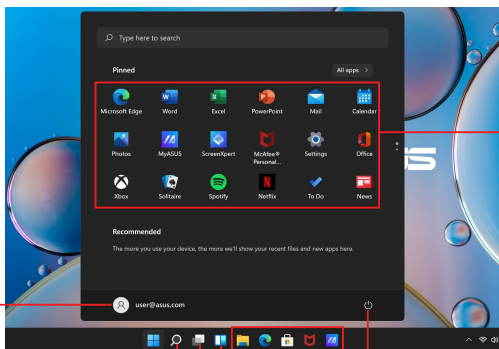 Type here to search
Pinned
All apps >
Microsoft Edge
Word
Excel
PowerPoint
Mail
Calendar
Photos
MyASUS
ScreenXpert
McAfee®
Personal...
Settings
Office
Xbox
Solitaire
Spotify
Netflix
To Do
News
Recommended
The more you use your device, the more we'll show your recent files and new apps here.
user@asus.com